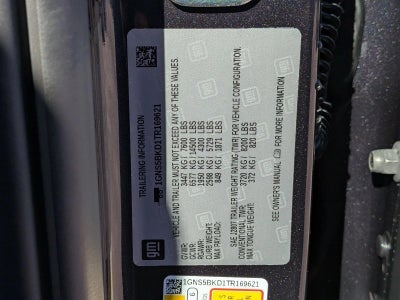 TRAILERING INFORMATION
1GNS5BKD1TR169621
VEHICLE AND TRAILER MUST NOT EXCEED ANY OF THESE VALUES.
GVWR: 3447 KG / 7600 LBS
GCWR: 6577 KG / 14500 LBS
RGAWR: 1950 KG / 4300 LBS
CURB WEIGHT: 2598 KG / 5729 LBS
MAX PAYLOAD: 849 KG / 1871 LBS
SAE J2807 TRAILER WEIGHT RATING (TWR) FOR VEHICLE CONFIGURATION.
CONVENTIONAL TWR: 3720 KG / 8200 LBS
MAX TONGUE WEIGHT: 372 KG / 820 LBS
SEE OWNER'S MANUAL FOR MORE INFORMATION
gm
1GNS5BKD1TR169621